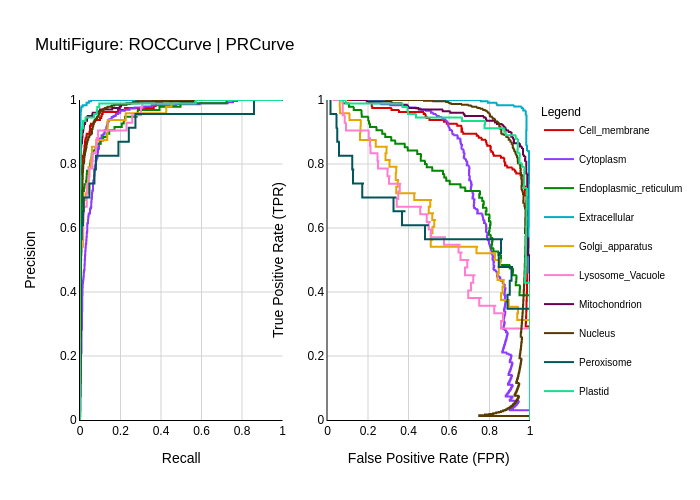 MultiFigure: ROCCurve | PRCurve
Precision
1
0.8
0.6
0.4
0.2
0
0 0.2 0.4 0.6 0.8 1
Recall
True Positive Rate (TPR)
1
0.8
0.6
0.4
0.2
0
0 0.2 0.4 0.6 0.8 1
False Positive Rate (FPR)
Legend
Cell_membrane
Cytoplasm
Endoplasmic_reticulum
Extracellular
Golgi_apparatus
Lysosome_Vacuole
Mitochondrion
Nucleus
Peroxisome
Plastid